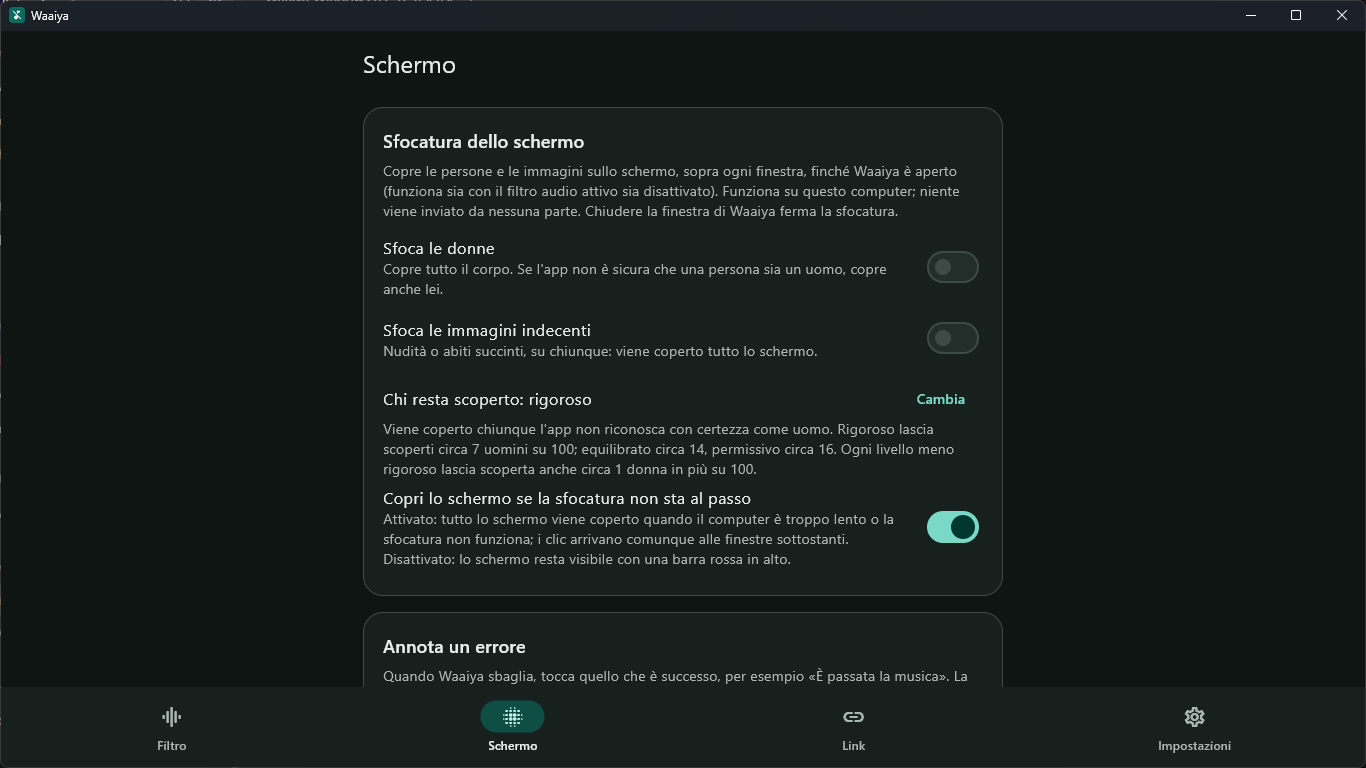 Waaiya
Schermo
Sfocatura dello schermo
Copre le persone e le immagini sullo schermo, sopra ogni finestra, finché Waaiya è aperto
(funziona sia con il filtro audio attivo sia disattivato). Funziona su questo computer; niente
viene inviato da nessuna parte. Chiudere la finestra di Waaiya ferma la sfocatura.
Sfoca le donne
Copre tutto il corpo. Se l'app non è sicura che una persona sia un uomo, copre
anche lei.
Sfoca le immagini indecenti
Nudità o abiti succinti, su chiunque: viene coperto tutto lo schermo.
Chi resta scoperto: rigoroso
Cambia
Viene coperto chiunque l'app non riconosca con certezza come uomo. Rigoroso lascia
scoperti circa 7 uomini su 100; equilibrato circa 14, permissivo circa 16. Ogni livello meno
rigoroso lascia scoperta anche circa 1 donna in più su 100.
Copri lo schermo se la sfocatura non sta al passo
Attivato: tutto lo schermo viene coperto quando il computer è troppo lento o la
sfocatura non funziona; i clic arrivano comunque alle finestre sottostanti.
Disattivato: lo schermo resta visibile con una barra rossa in alto.
Annota un errore
Quando Waaiya sbaglia, tocca quello che è successo, per esempio «È passata la musica». La
Filtro
Schermo
Link
Impostazioni